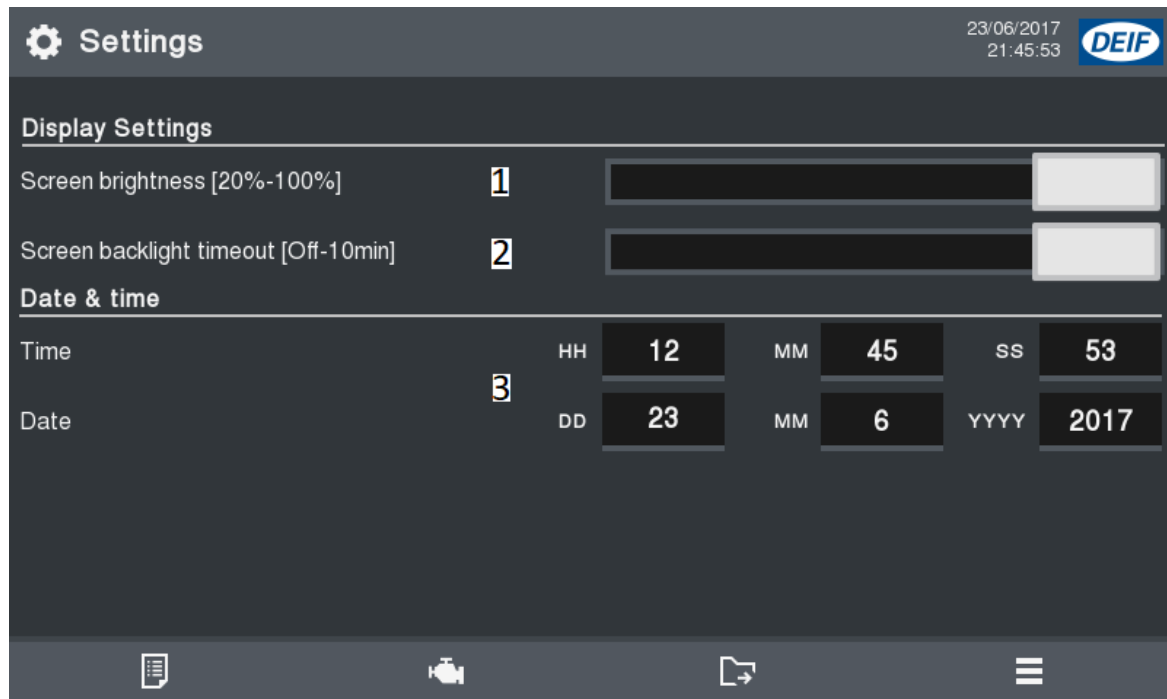 Settings
23/06/2017
21:45:53
DEIF
Display Settings
Screen brightness [20%-100%] 1
Screen backlight timeout [Off-10min] 2
Date & time
Time HH 12 MM 45 SS 53
3
Date DD 23 MM 6 YYYY 2017